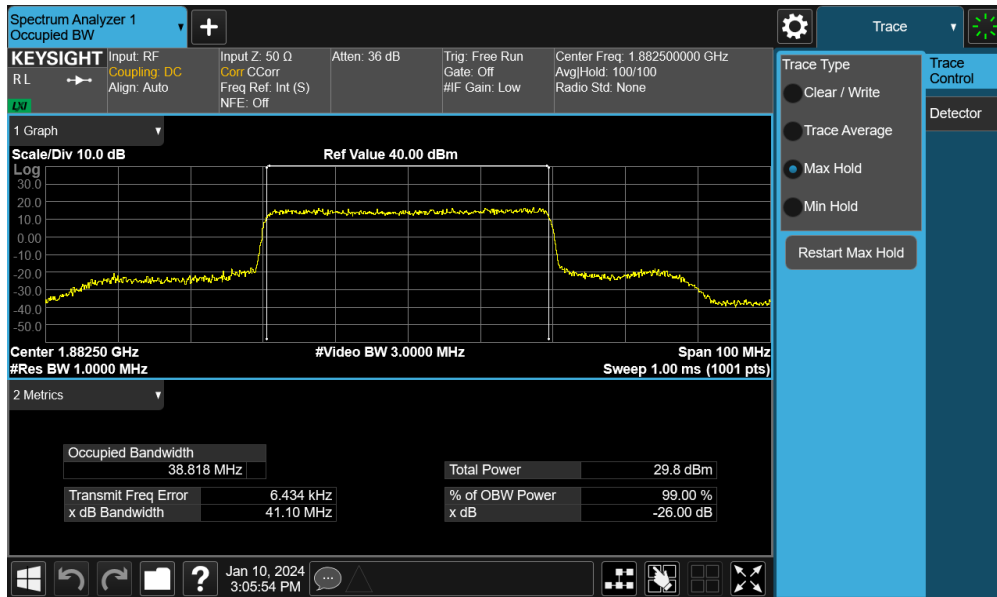 Spectrum Analyzer 1
Occupied BW
Trace
KEYSIGHT
R L
LXI
Input: RF
Coupling: DC
Align: Auto
Input Z: 50 Ω
Corr CCorr
Freq Ref: Int (S)
NFE: Off
Atten: 36 dB
Trig: Free Run
Gate: Off
#IF Gain: Low
Center Freq: 1.882500000 GHz
Avg|Hold: 100/100
Radio Std: None
1 Graph
Scale/Div 10.0 dB
Ref Value 40.00 dBm
Log
30.0
20.0
10.0
0.00
-10.0
-20.0
-30.0
-40.0
-50.0
Center 1.88250 GHz
#Video BW 3.0000 MHz
Span 100 MHz
#Res BW 1.0000 MHz
Sweep 1.00 ms (1001 pts)
2 Metrics
Occupied Bandwidth
38.818 MHz
Total Power 29.8 dBm
Transmit Freq Error 6.434 kHz
% of OBW Power 99.00 %
x dB Bandwidth 41.10 MHz
x dB -26.00 dB
Trace Type
Clear / Write
Trace Average
Max Hold
Min Hold
Restart Max Hold
Trace
Control
Detector
?
Jan 10, 2024
3:05:54 PM